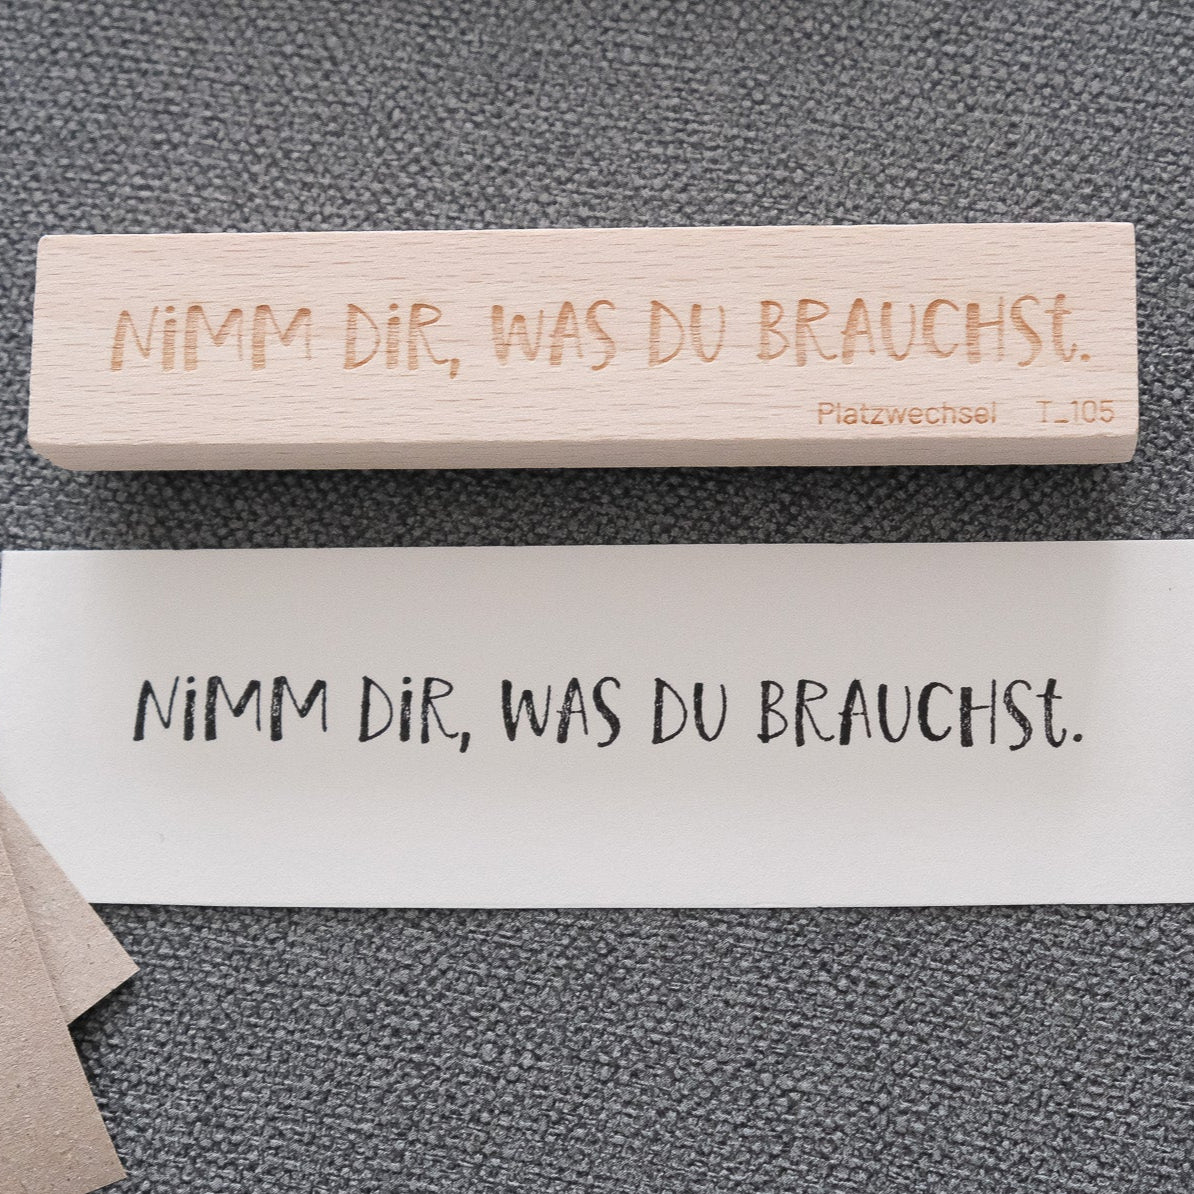 NiMM DiR, WAS DU BRAUCHSt.
Platzwechsel T_105
NiMM DiR, WAS DU BRAUCHSt.